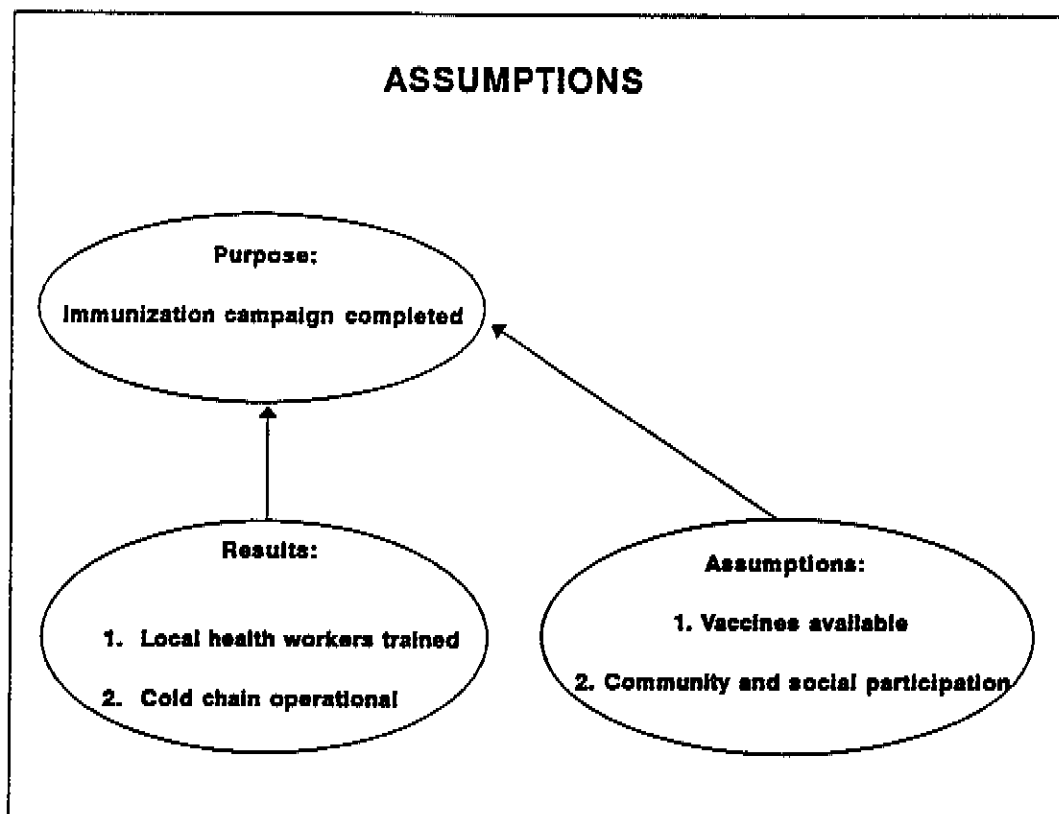 ASSUMPTIONS
Purpose:
Immunization campaign completed
Results:
1. Local health workers trained
2. Cold chain operational
Assumptions:
1. Vaccines available
2. Community and social participation